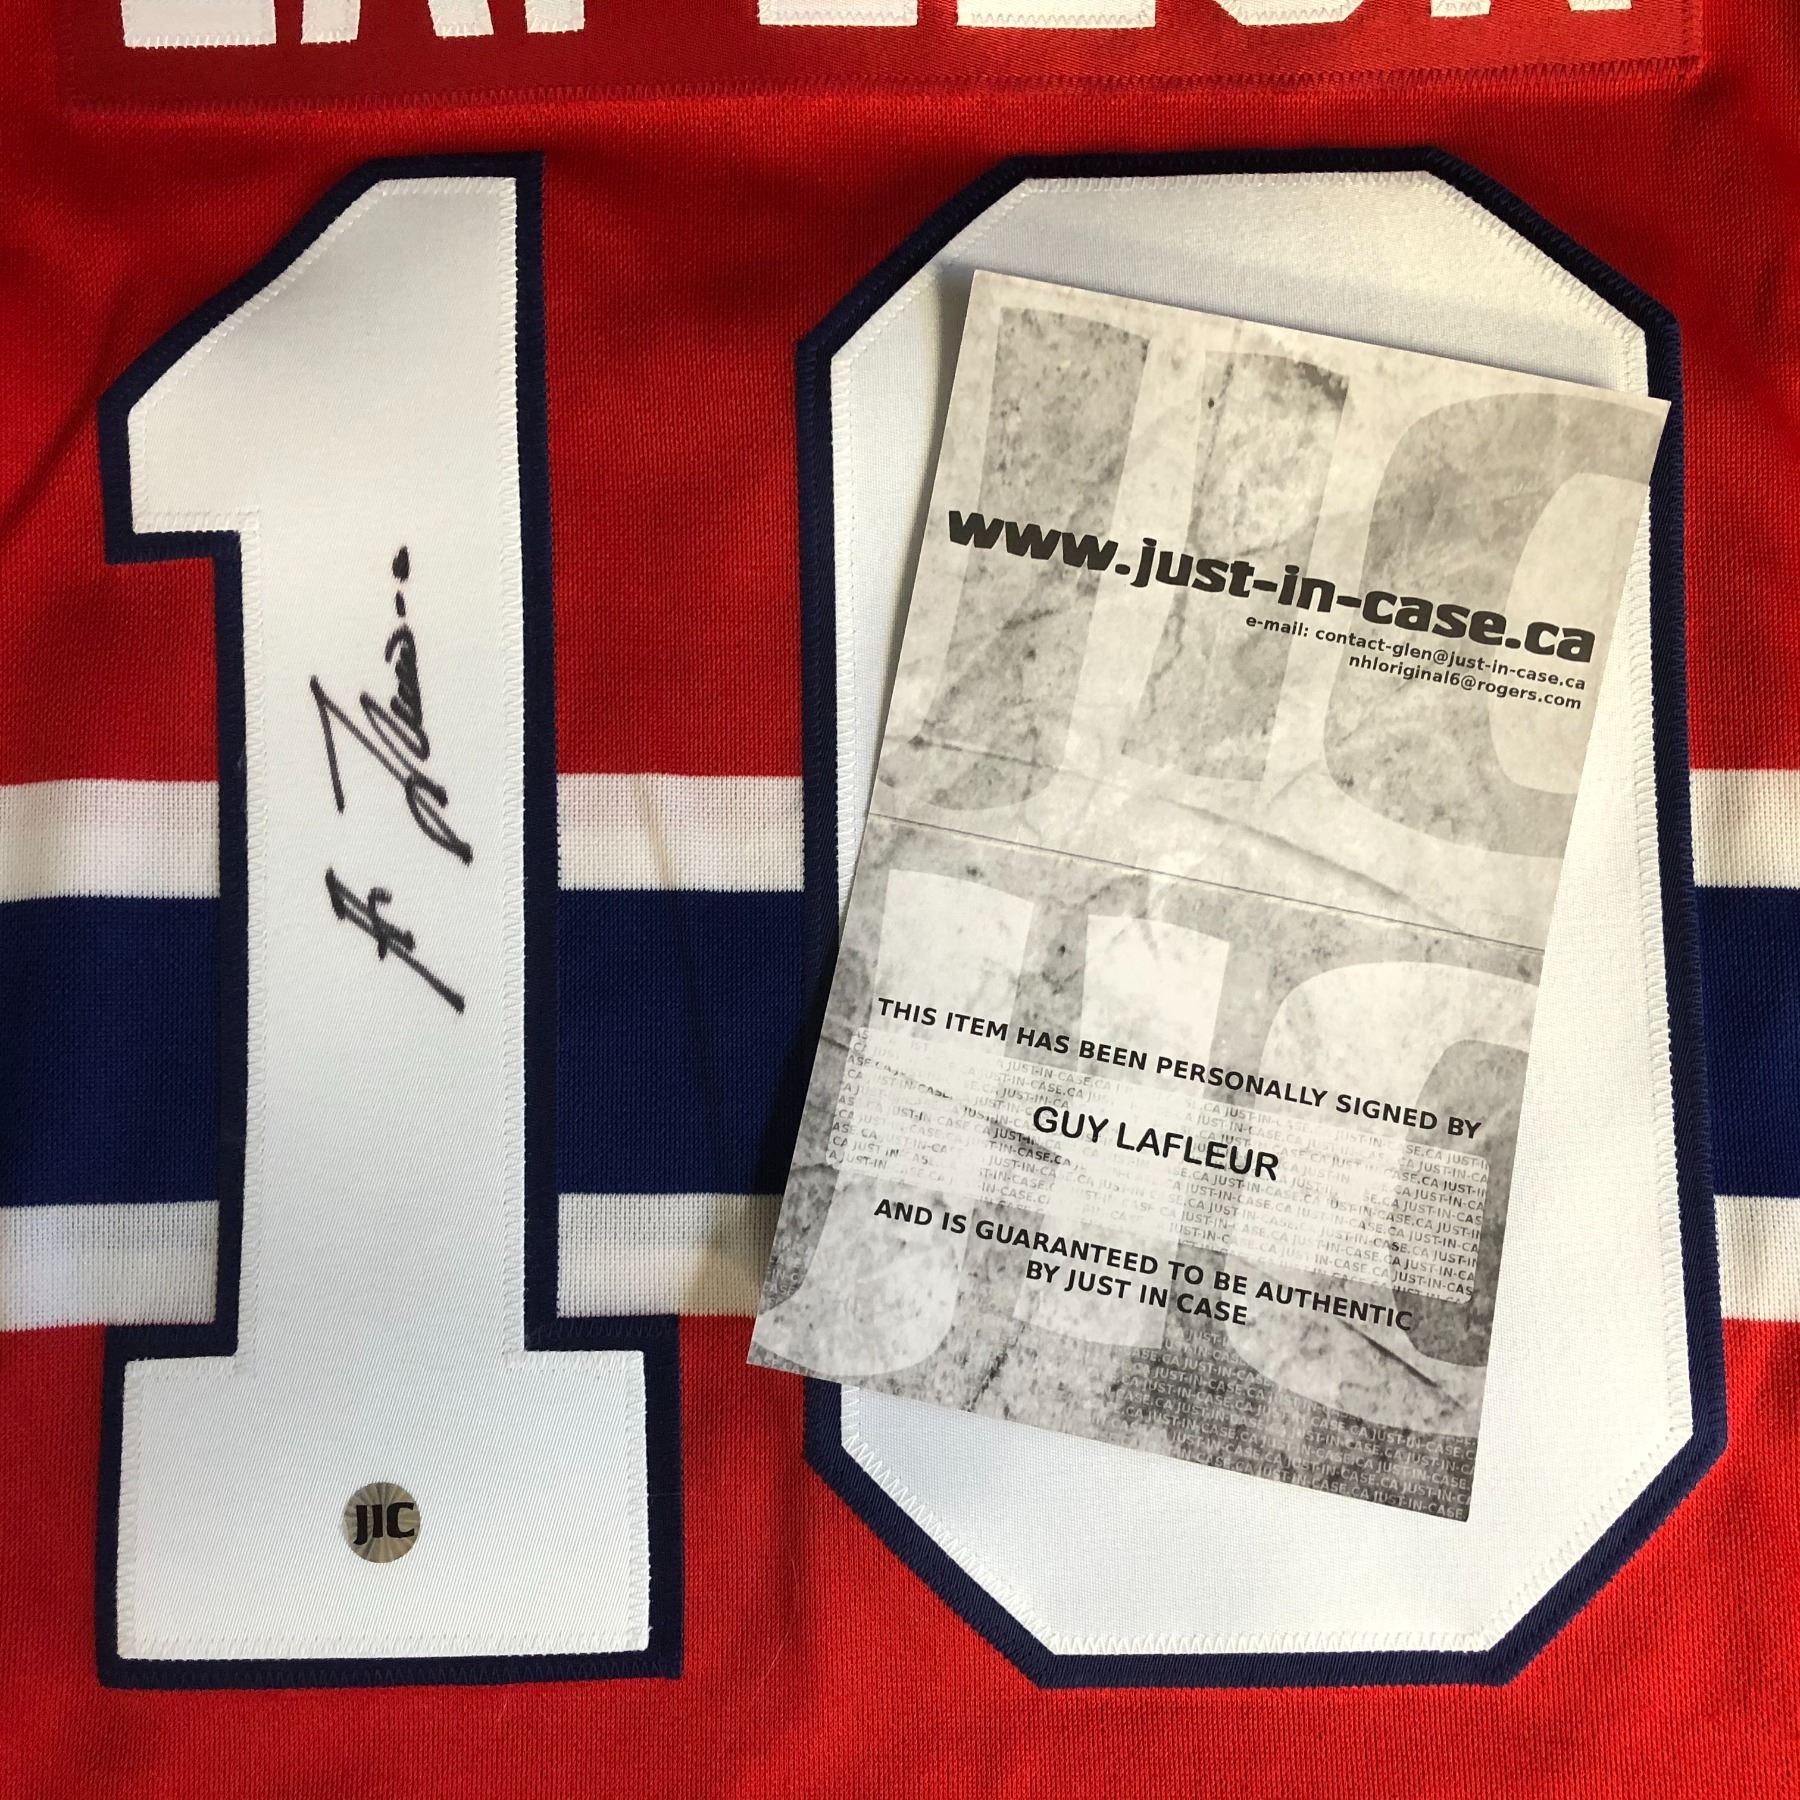 LAFLEUR
10
www.just-in-case.ca
e-mail: contact-glen@just-in-case.ca
nhloriginal6@rogers.com
THIS ITEM HAS BEEN PERSONALLY SIGNED BY
GUY LAFLEUR
AND IS GUARANTEED TO BE AUTHENTIC
BY JUST IN CASE
JIC